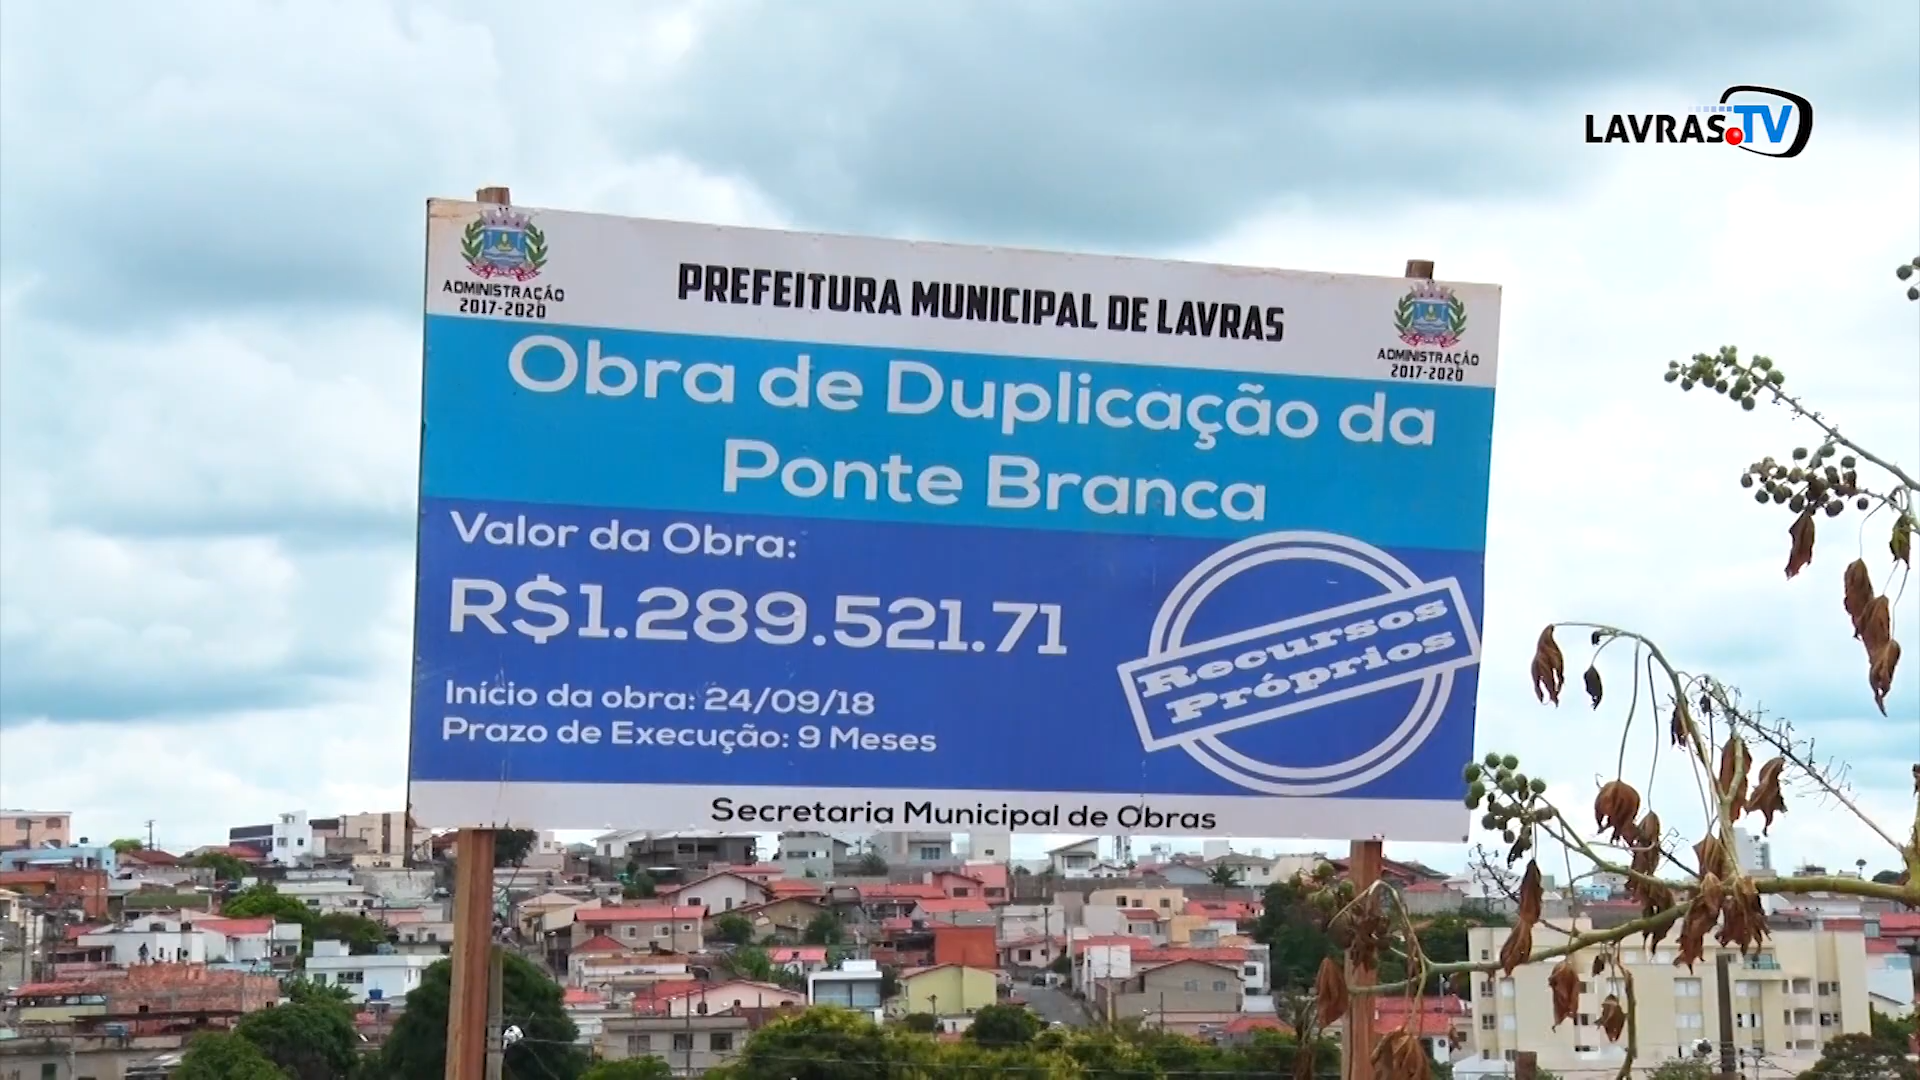 LAVRAS.TV
PREFEITURA MUNICIPAL DE LAVRAS
ADMINISTRAÇÃO
2017-2020
ADMINISTRAÇÃO
2017-2020
Obra de Duplicação da
Ponte Branca
Valor da Obra:
R$1.289.521.71
Início da obra: 24/09/18
Prazo de Execução: 9 Meses
Recursos
Próprios
Secretaria Municipal de Obras